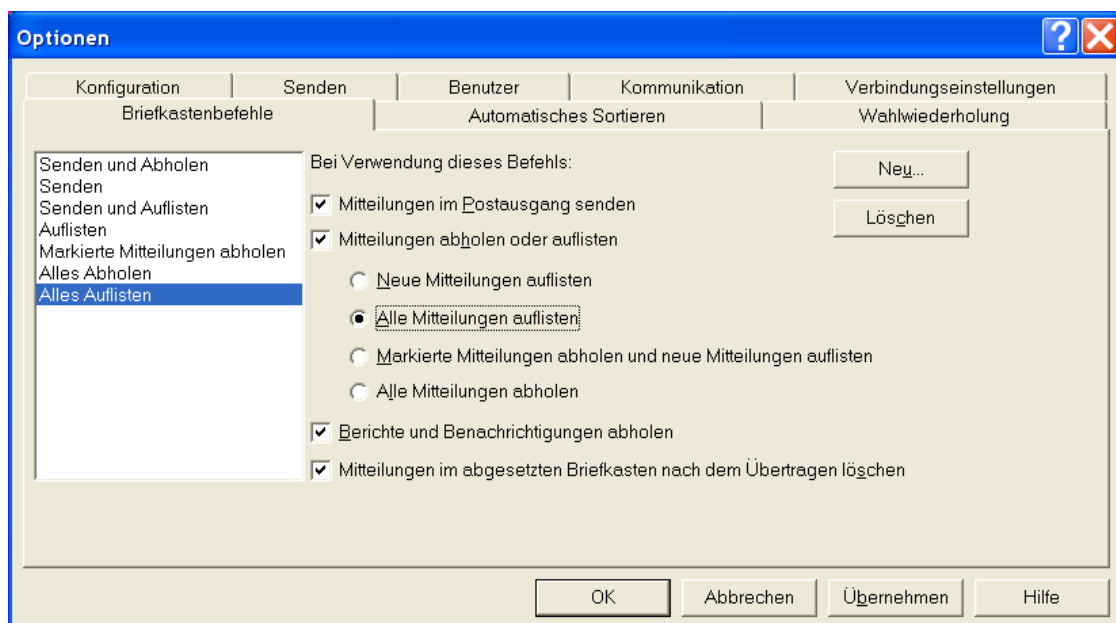 Optionen
Konfiguration
Senden
Benutzer
Kommunikation
Verbindungseinstellungen
Briefkastenbefehle
Automatisches Sortieren
Wahlwiederholung
Senden und Abholen
Senden
Senden und Auflisten
Auflisten
Markierte Mitteilungen abholen
Alles Abholen
Alles Auflisten
Bei Verwendung dieses Befehls:
Mitteilungen im Postausgang senden
Mitteilungen abholen oder auflisten
Neue Mitteilungen auflisten
Alle Mitteilungen auflisten
Markierte Mitteilungen abholen und neue Mitteilungen auflisten
Alle Mitteilungen abholen
Berichte und Benachrichtigungen abholen
Mitteilungen im abgesetzten Briefkasten nach dem Übertragen löschen
Neu...
Löschen
OK
Abbrechen
Übernehmen
Hilfe